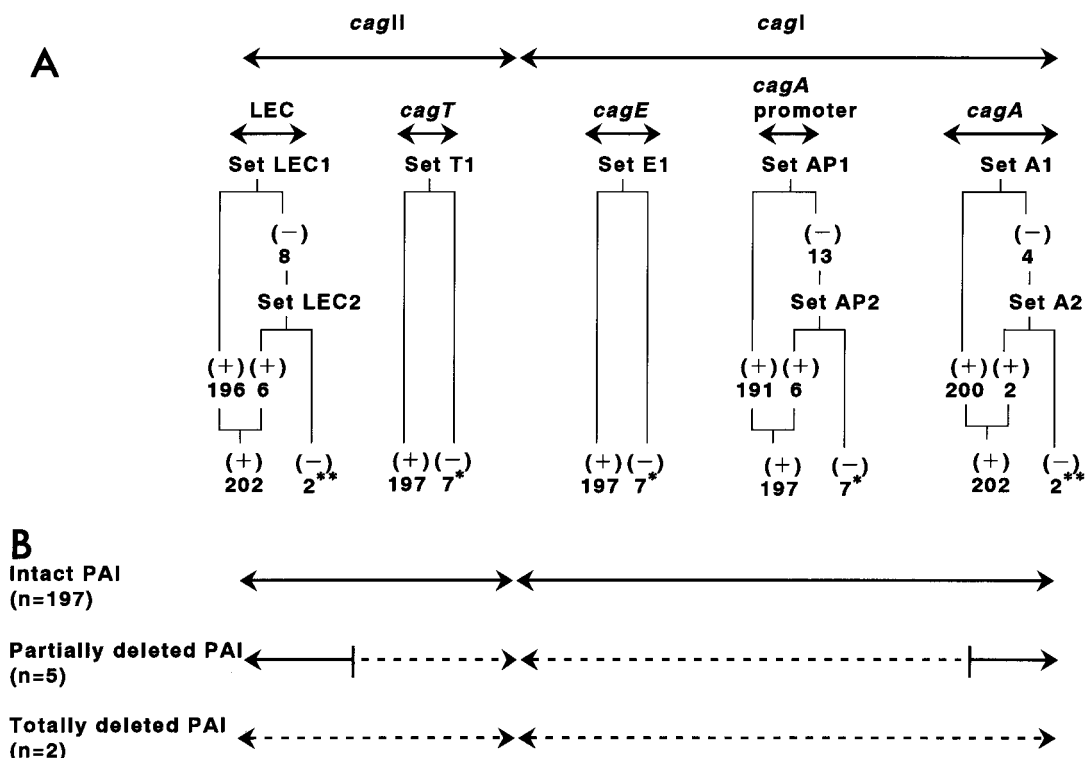 cagII cagI
A
LEC cagT cagE cagA promoter cagA
Set LEC1 Set T1 Set E1 Set AP1 Set A1
(−) (−) (−)
8 13 4
Set LEC2 Set AP2 Set A2
(+) (+) (+) (+) (+) (+)
196 6 191 6 200 2
(+) (−) (+) (−) (+) (−) (+) (−) (+) (−)
202 2** 197 7* 197 7* 197 7* 202 2**
B
Intact PAI
(n=197)
Partially deleted PAI
(n=5)
Totally deleted PAI
(n=2)